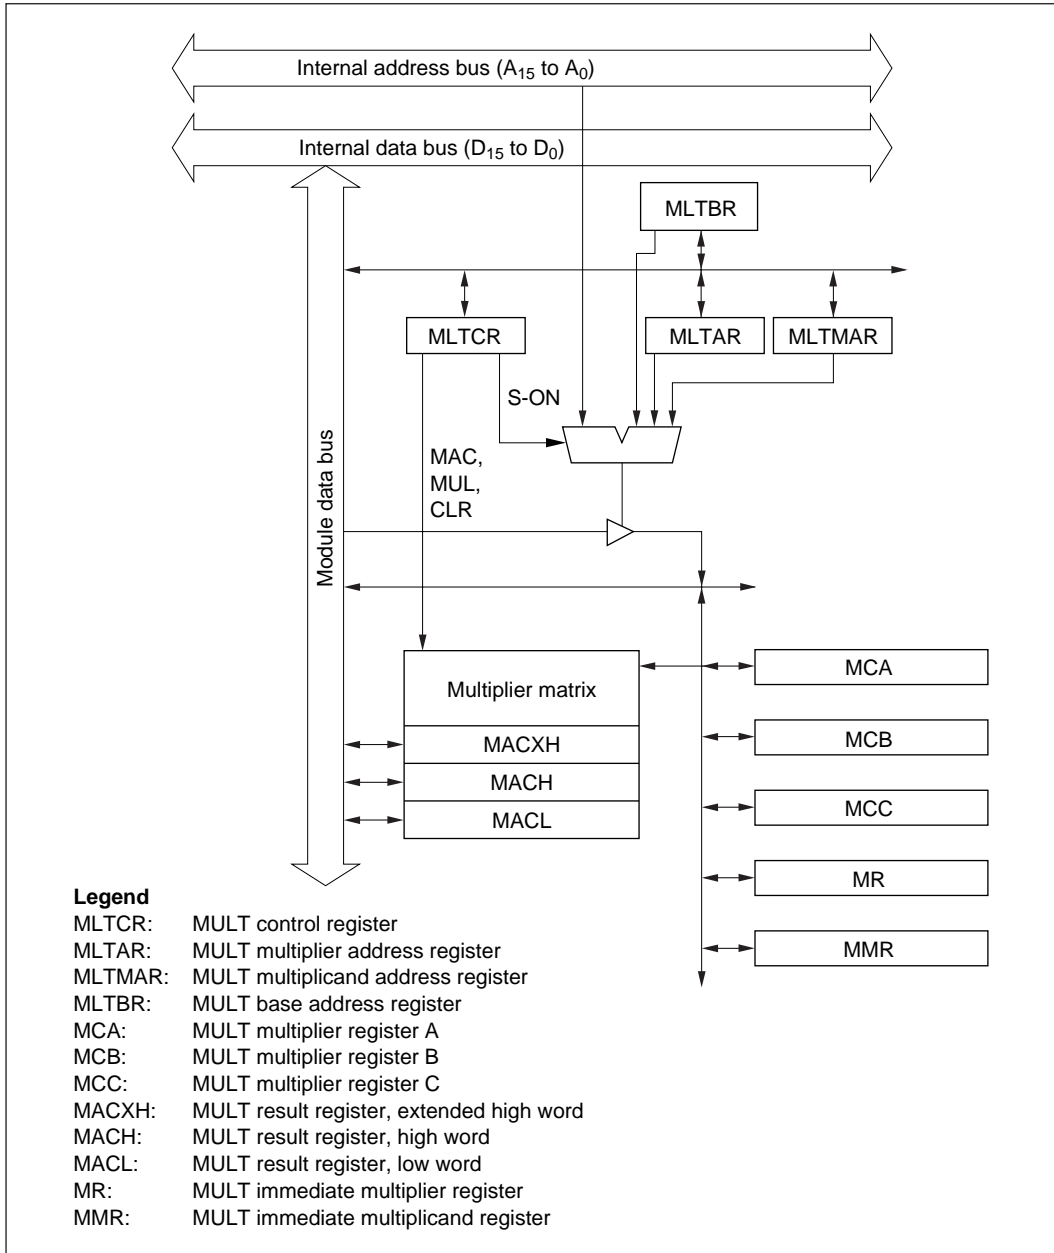 Internal address bus (A15 to A0)
Internal data bus (D15 to D0)
MLTBR
MLTCR
MLTAR
MLTMAR
S-ON
MAC,
MUL,
CLR
Module data bus
Multiplier matrix
MACXH
MACH
MACL
MCA
MCB
MCC
MR
MMR
Legend
MLTCR: MULT control register
MLTAR: MULT multiplier address register
MLTMAR: MULT multiplicand address register
MLTBR: MULT base address register
MCA: MULT multiplier register A
MCB: MULT multiplier register B
MCC: MULT multiplier register C
MACXH: MULT result register, extended high word
MACH: MULT result register, high word
MACL: MULT result register, low word
MR: MULT immediate multiplier register
MMR: MULT immediate multiplicand register